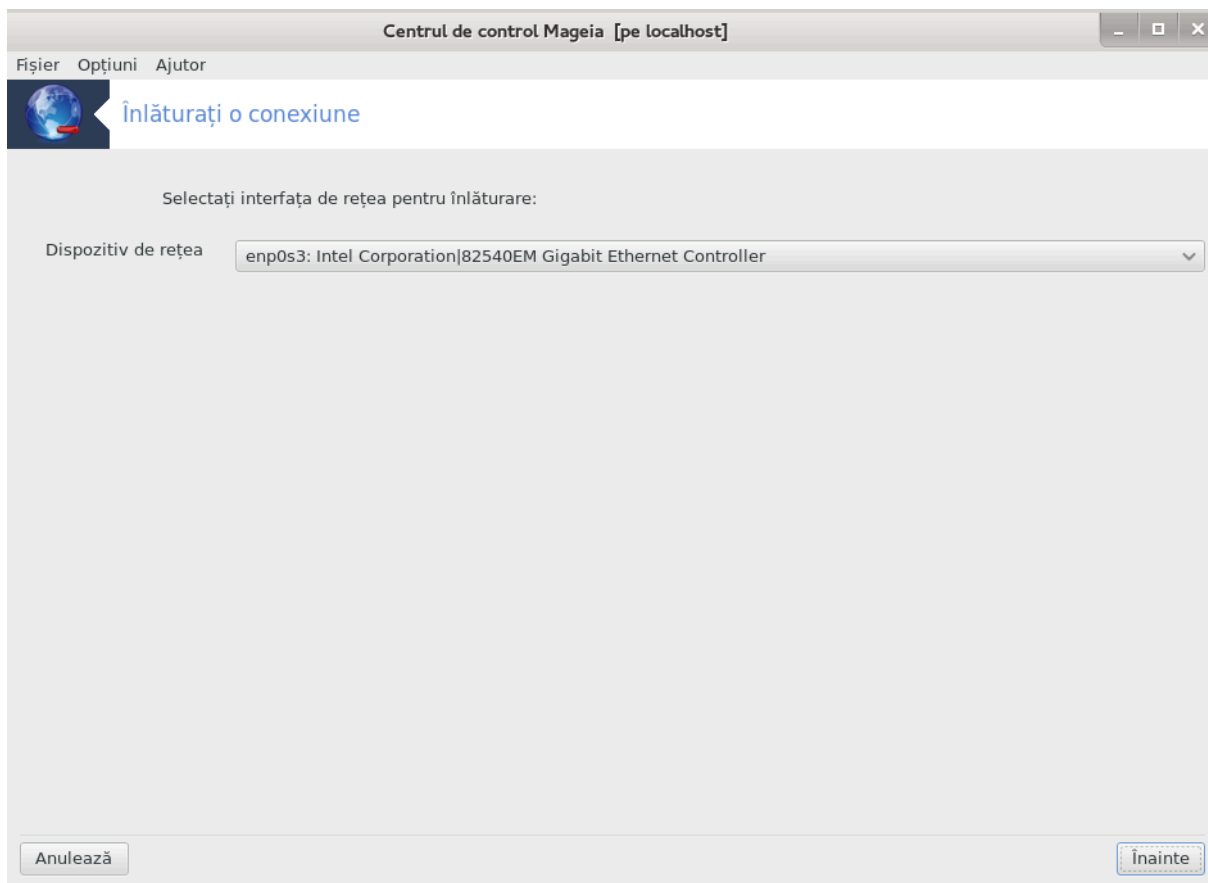 Centrul de control Mageia [pe localhost]
Fișier Opțiuni Ajutor
Înlăturați o conexiune
Selectați interfața de rețea pentru înlăturare:
Dispozitiv de rețea enp0s3: Intel Corporation|82540EM Gigabit Ethernet Controller
Anulează Înainte